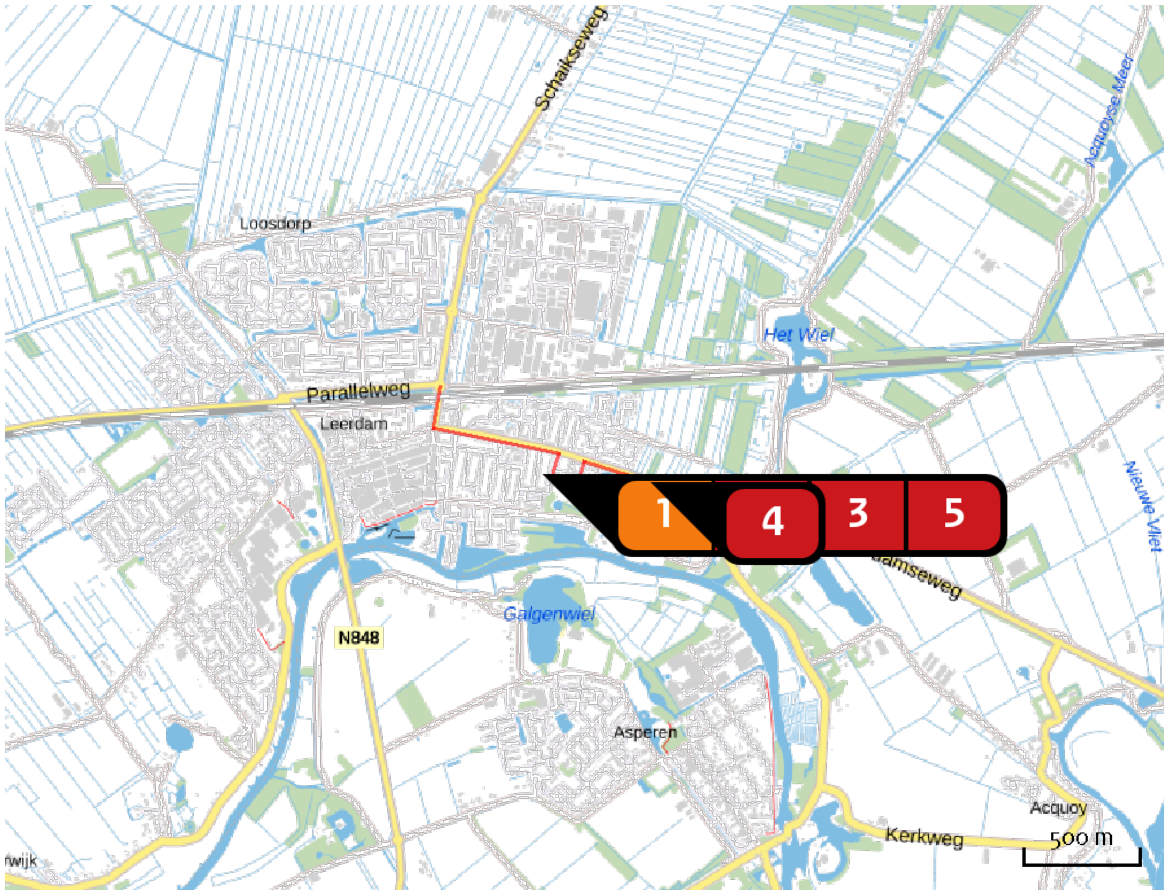 Schaikseweg
Acquoyse Meer
Loosdorp
Het Wiel
Parallelweg
Leerdam
Nieuwe Vliet
1
4
3
5
damseweg
Galgenwiel
N848
Asperen
Acquoy
Kerkweg
500 m
rwijk